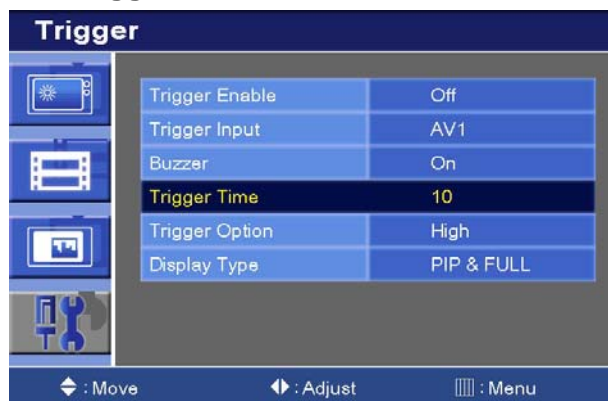 Trigger
Trigger Enable Off
Trigger Input AV1
Buzzer On
Trigger Time 10
Trigger Option High
Display Type PIP & FULL
: Move : Adjust : Menu